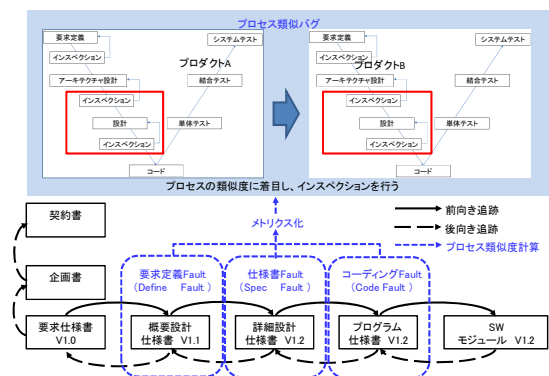 プロセス類似バグ
要求定義
インスペクション
アーキテクチャ設計
インスペクション
設計
インスペクション
コード
単体テスト
結合テスト
システムテスト
プロダクトA
要求定義
インスペクション
アーキテクチャ設計
インスペクション
設計
インスペクション
コード
単体テスト
結合テスト
システムテスト
プロダクトB
プロセスの類似度に着目し、インスペクションを行う
メトリクス化
前向き追跡
後向き追跡
プロセス類似度計算
契約書
企画書
要求定義Fault
(Define Fault)
仕様書Fault
(Spec Fault)
コーディングFault
(Code Fault)
要求仕様書
V1.0
概要設計
仕様書 V1.1
詳細設計
仕様書 V1.2
プログラム
仕様書 V1.2
SW
モジュール V1.2